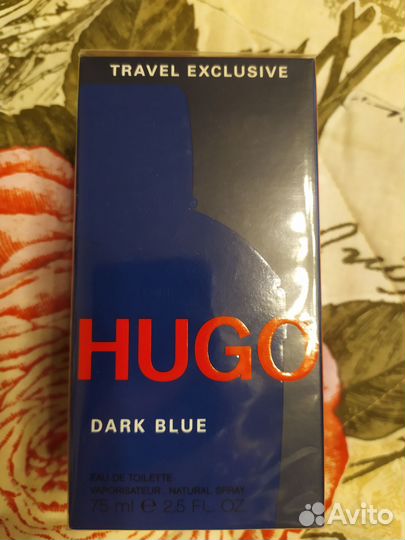 TRAVEL EXCLUSIVE
HUGO
DARK BLUE
EAU DE TOILETTE
VAPORISATEUR . NATURAL SPRAY
75 ml ℮ 2.5 FL. OZ
Avito